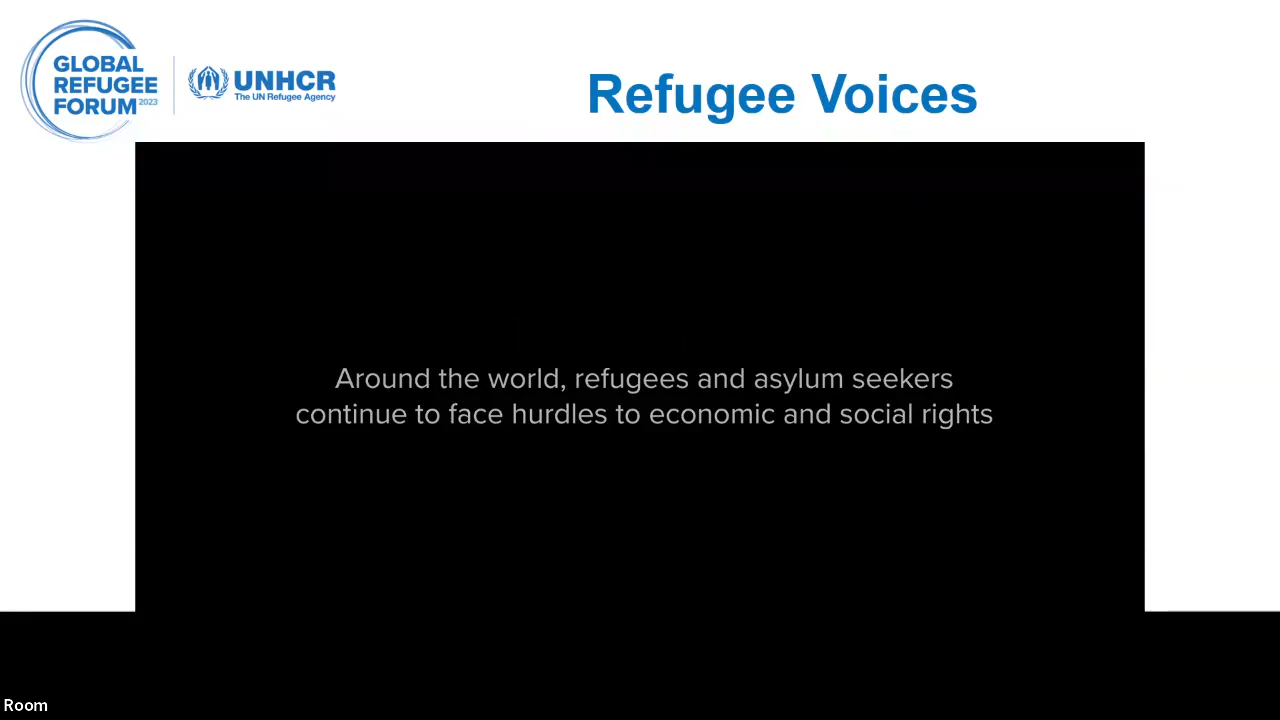 GLOBAL
REFUGEE
FORUM 2023
UNHCR
The UN Refugee Agency
Refugee Voices
Around the world, refugees and asylum seekers
continue to face hurdles to economic and social rights
Room